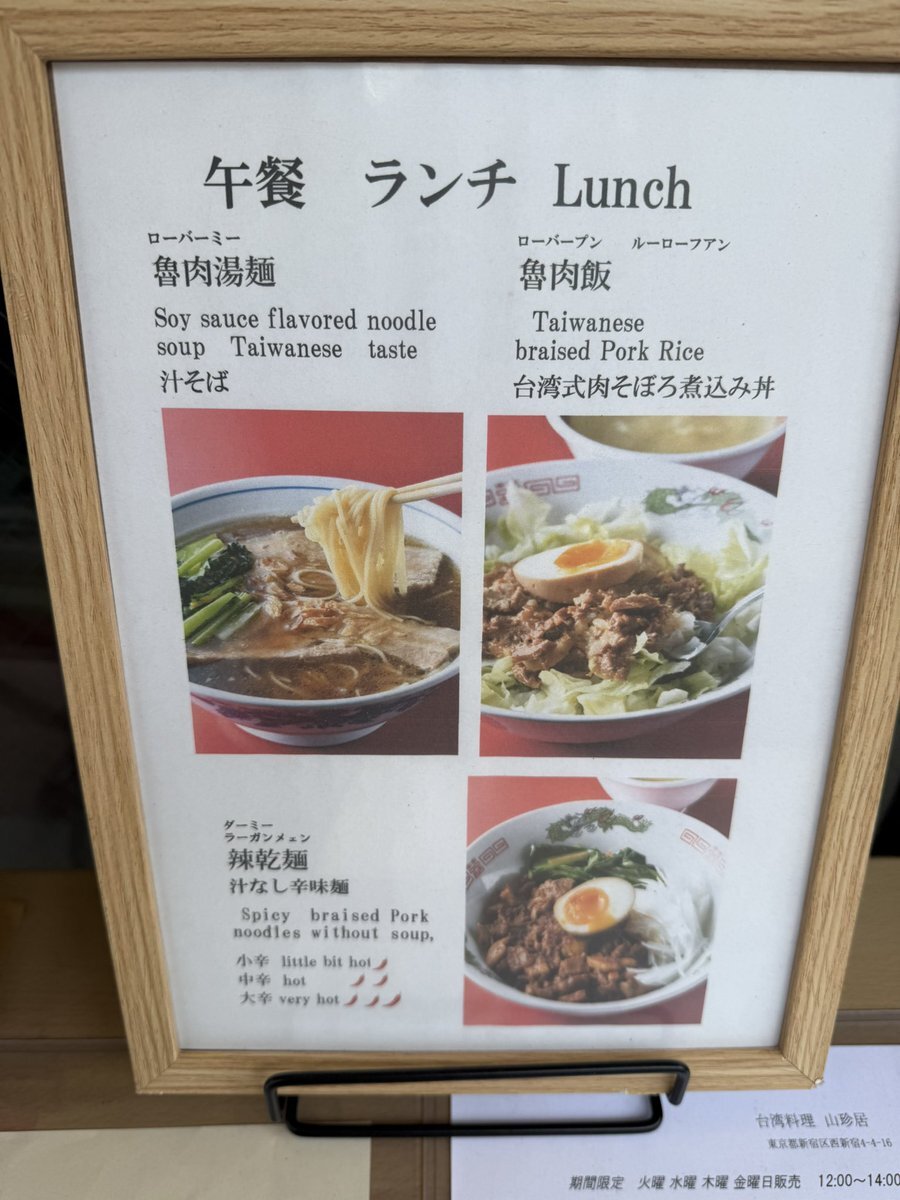 午餐 ランチ Lunch
ローバーミー
魯肉湯麺
Soy sauce flavored noodle
soup Taiwanese taste
汁そば
ローバープン ルーローフアン
魯肉飯
Taiwanese
braised Pork Rice
台湾式肉そぼろ煮込み丼
ダーミー
ラーガンメェン
辣乾麺
汁なし辛味麺
Spicy braised Pork
noodles without soup,
小辛 little bit hot
中辛 hot
大辛 very hot
台湾料理 山珍居
東京都新宿区西新宿4-4-16
期間限定 火曜 水曜 木曜 金曜日販売 12:00〜14:00